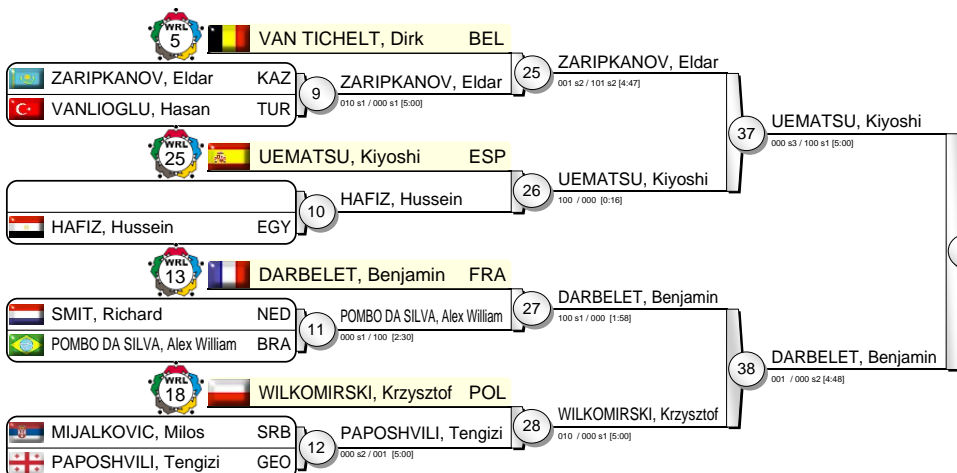 WRL
5
VAN TICHELT, Dirk BEL
ZARIPKANOV, Eldar KAZ
VANLIOGLU, Hasan TUR
9
ZARIPKANOV, Eldar
010 s1 / 000 s1 [5:00]
25
ZARIPKANOV, Eldar
001 s2 / 101 s2 [4:47]
WRL
25
UEMATSU, Kiyoshi ESP
HAFIZ, Hussein EGY
10
HAFIZ, Hussein
26
UEMATSU, Kiyoshi
100 / 000 [0:16]
37
UEMATSU, Kiyoshi
000 s3 / 100 s1 [5:00]
WRL
13
DARBELET, Benjamin FRA
SMIT, Richard NED
POMBO DA SILVA, Alex William BRA
11
POMBO DA SILVA, Alex William
000 s1 / 100 [2:30]
27
DARBELET, Benjamin
100 s1 / 000 [1:58]
WRL
18
WILKOMIRSKI, Krzysztof POL
MIJALKOVIC, Milos SRB
PAPOSHVILI, Tengizi GEO
12
PAPOSHVILI, Tengizi
000 s2 / 001 [5:00]
28
WILKOMIRSKI, Krzysztof
010 / 000 s1 [5:00]
38
DARBELET, Benjamin
001 / 000 s2 [4:48]